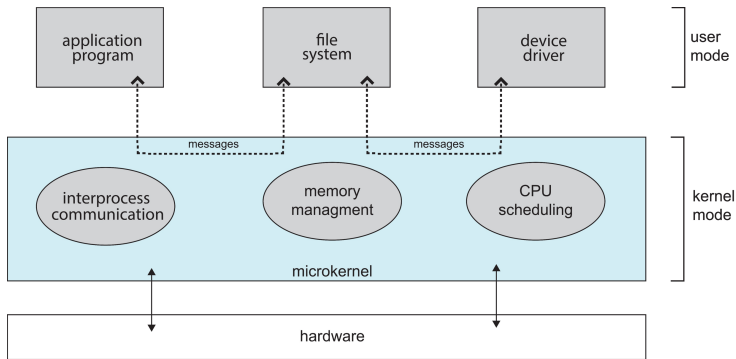 application
program
file
system
device
driver
user
mode
messages
messages
interprocess
communication
memory
managment
CPU
scheduling
kernel
mode
microkernel
hardware